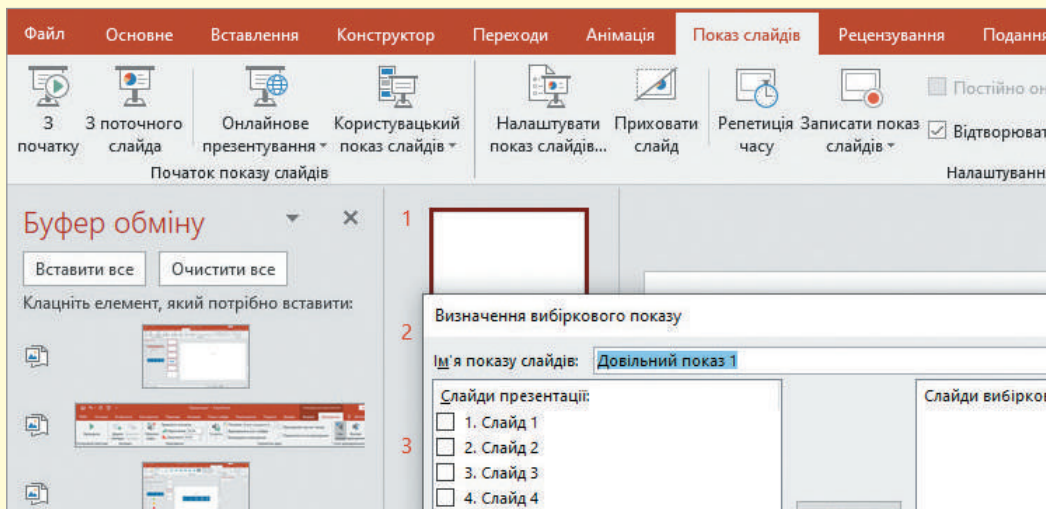 Файл Основне Вставлення Конструктор Переходи Анімація Показ слайдів Рецензування Подання
З початку
З поточного слайда
Онлайнове презентування
Користувацький показ слайдів
Налаштувати показ слайдів...
Приховати слайд
Репетиція часу
Записати показ слайдів
Постійно он
Відтворюват
Початок показу слайдів
Налаштуванн
Буфер обміну
Вставити все Очистити все
Клацніть елемент, який потрібно вставити:
1
2
3
Визначення вибіркового показу
Ім'я показу слайдів: Довільний показ 1
Слайди презентації:
1. Слайд 1
2. Слайд 2
3. Слайд 3
4. Слайд 4
Слайди вибірков